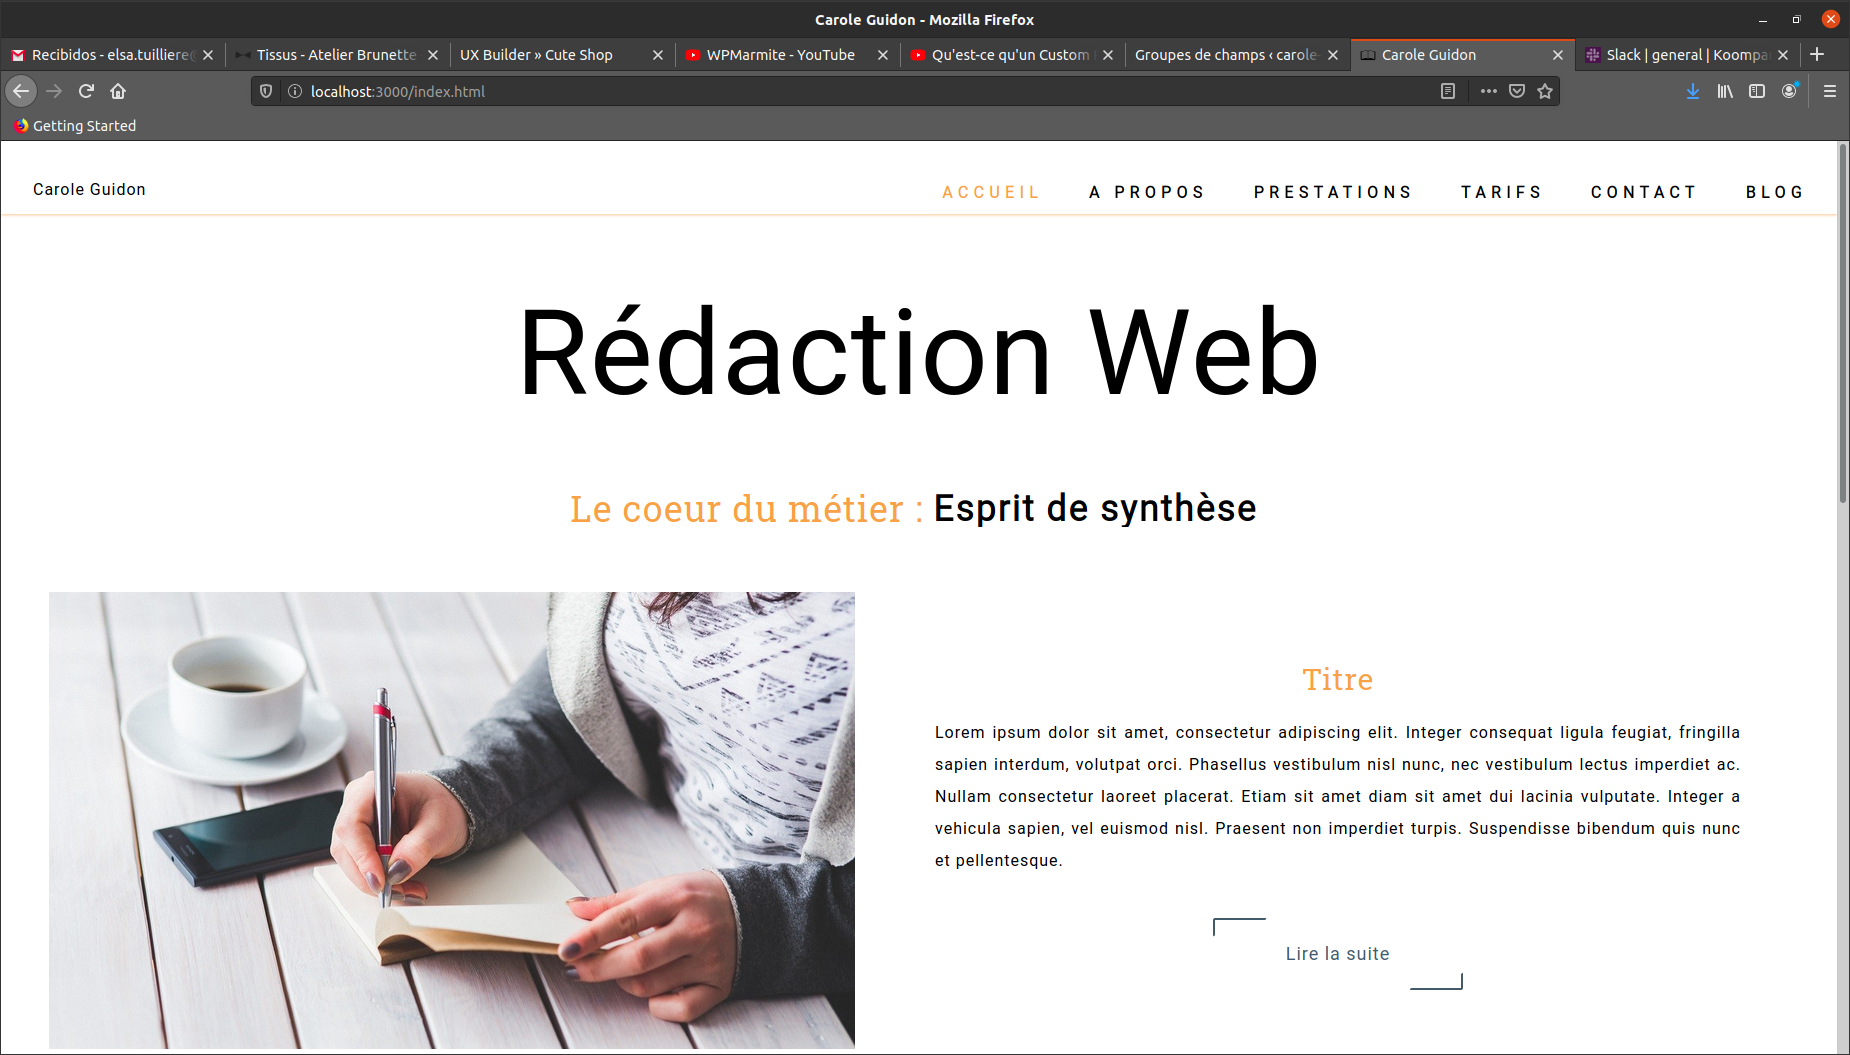 Carole Guidon - Mozilla Firefox
Recibidos - elsa.tuilliere@
Tissus - Atelier Brunette
UX Builder » Cute Shop
WPMarmite - YouTube
Qu'est-ce qu'un Custom
Groupes de champs ‹ carole-
Carole Guidon
Slack | general | Koompa
localhost:3000/index.html
Getting Started
Carole Guidon
ACCUEIL
A PROPOS
PRESTATIONS
TARIFS
CONTACT
BLOG
Rédaction Web
Le coeur du métier : Esprit de synthèse
Titre
Lorem ipsum dolor sit amet, consectetur adipiscing elit. Integer consequat ligula feugiat, fringilla
sapien interdum, volutpat orci. Phasellus vestibulum nisl nunc, nec vestibulum lectus imperdiet ac.
Nullam consectetur laoreet placerat. Etiam sit amet diam sit amet dui lacinia vulputate. Integer a
vehicula sapien, vel euismod nisl. Praesent non imperdiet turpis. Suspendisse bibendum quis nunc
et pellentesque.
Lire la suite